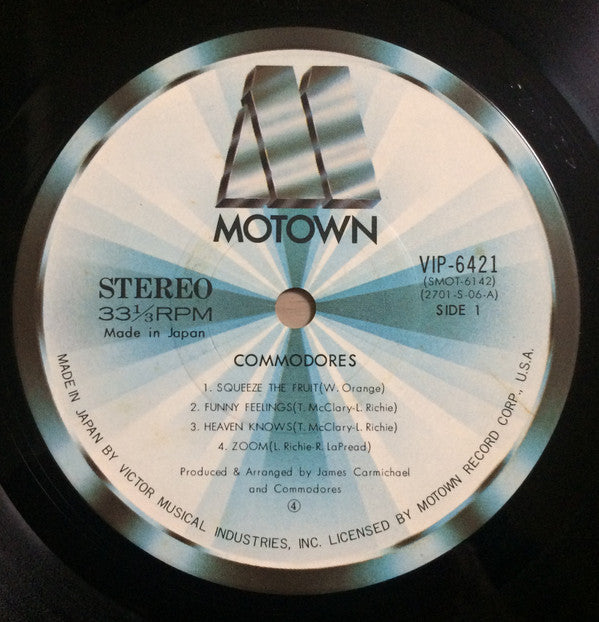 MOTOWN
STEREO
33⅓RPM
Made in Japan
VIP-6421
(SMOT-6142)
(2701-S-06-A)
SIDE 1
COMMODORES
1. SQUEEZE THE FRUIT(W. Orange)
2. FUNNY FEELINGS(T. McClary-L. Richie)
3. HEAVEN KNOWS(T. McClary-L. Richie)
4. ZOOM(L. Richie-R. LaPread)
Produced & Arranged by James Carmichael
and Commodores
④
MADE IN JAPAN BY VICTOR MUSICAL INDUSTRIES, INC. LICENSED BY MOTOWN RECORD CORP., U.S.A.